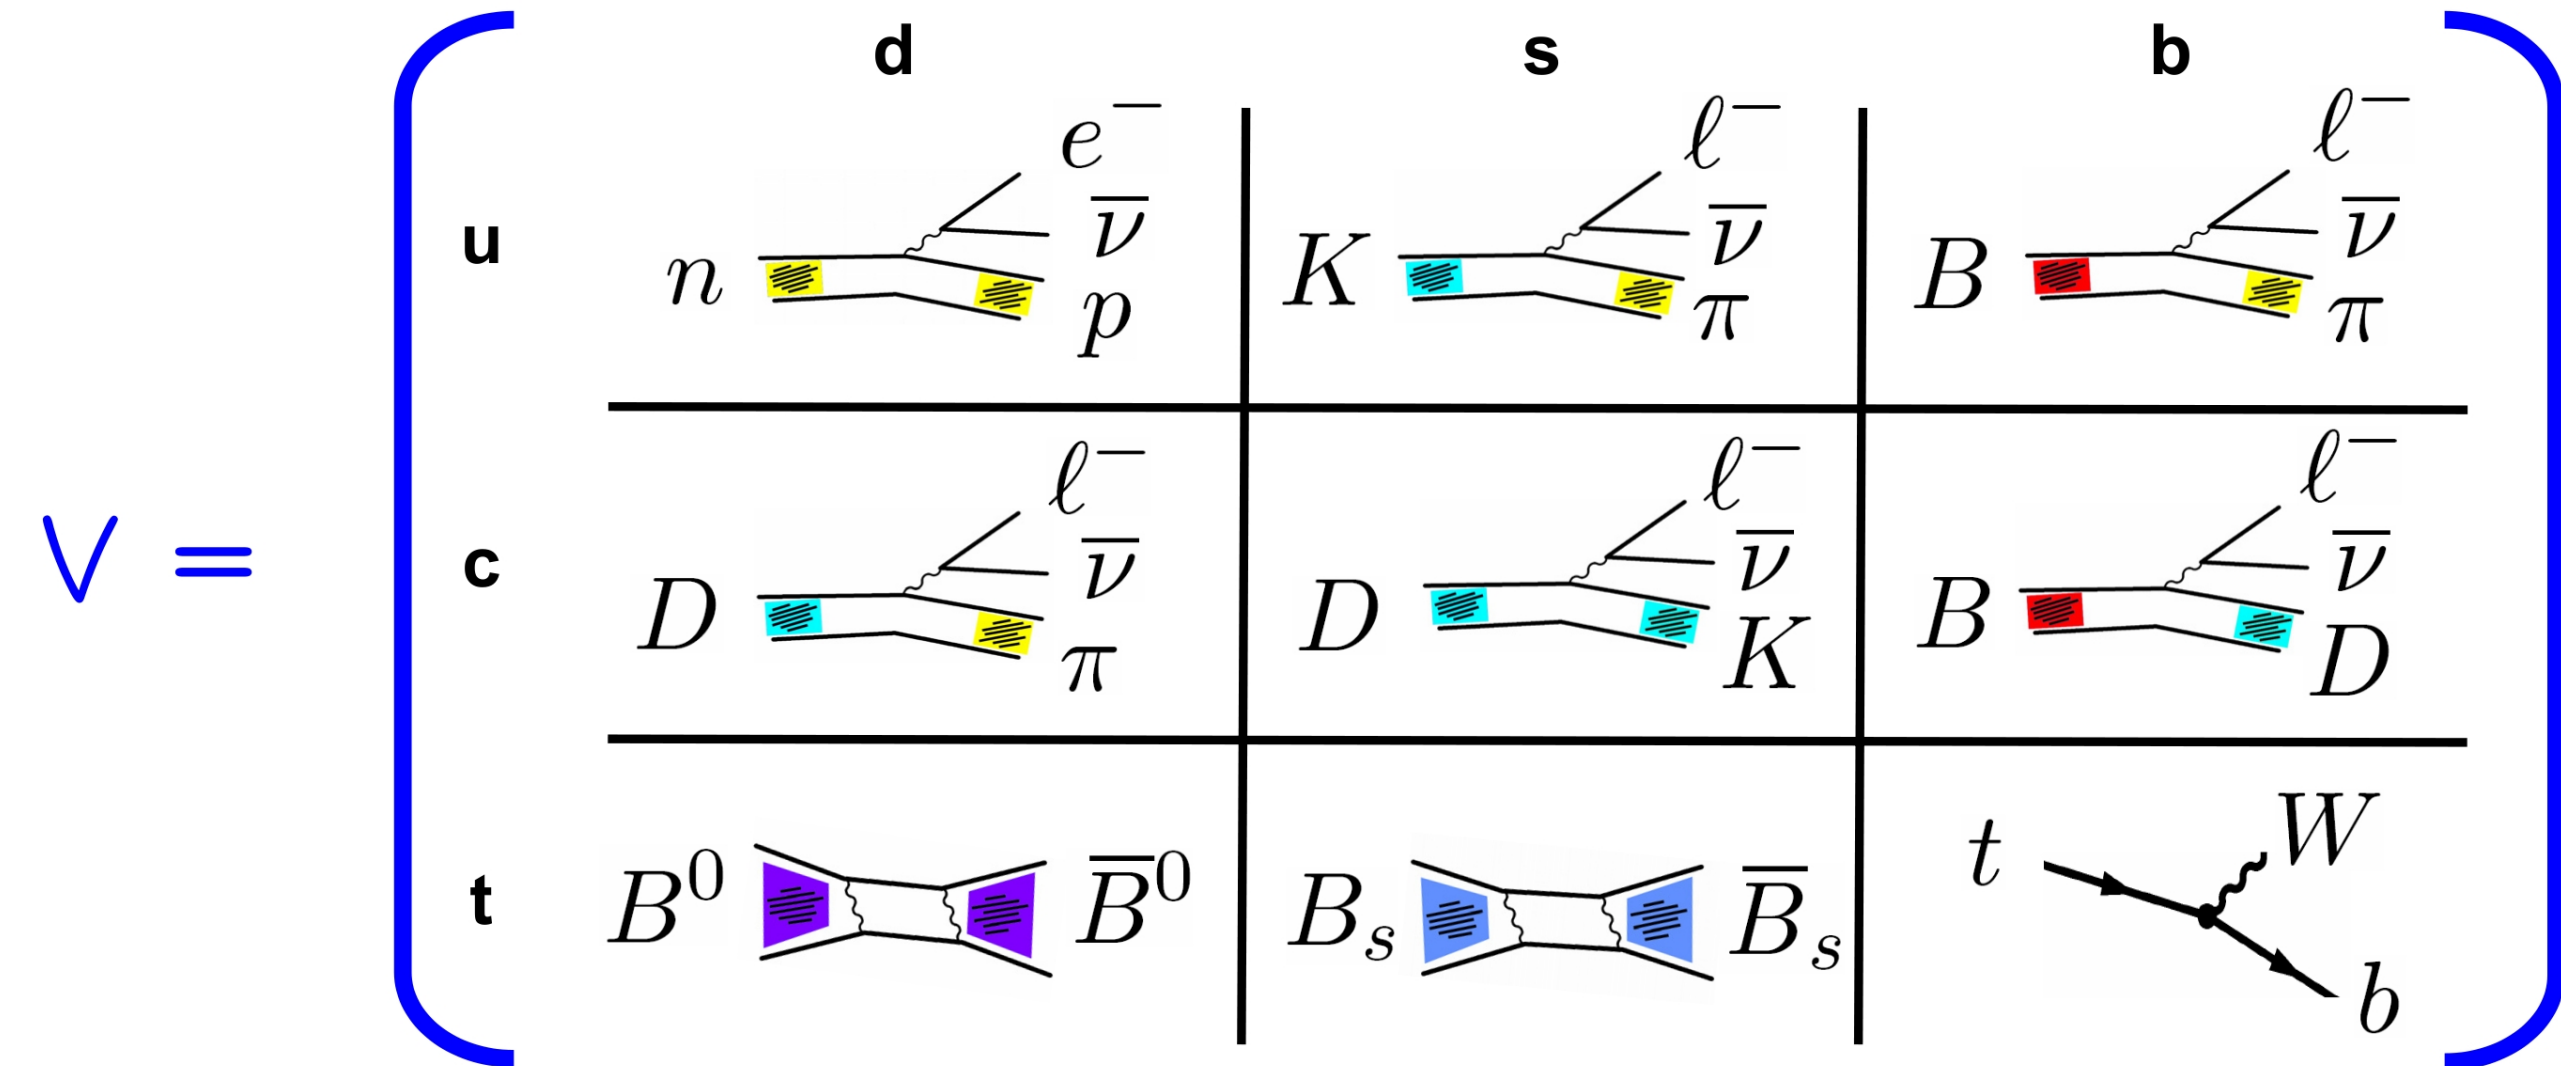 d s b
u n e⁻ ν̅ p K ℓ⁻ ν̅ π B ℓ⁻ ν̅ π
V = c D ℓ⁻ ν̅ π D ℓ⁻ ν̅ K B ℓ⁻ ν̅ D
t B⁰ B̅⁰ Bₛ B̅ₛ t W b